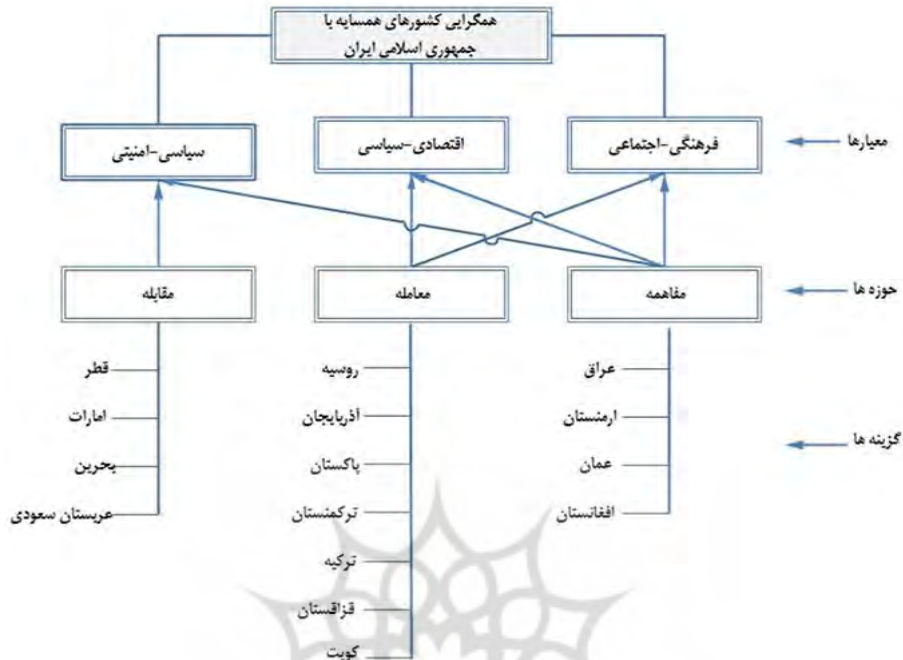 همگرایی کشورهای همسایه با
جمهوری اسلامی ایران
فرهنگی-اجتماعی
اقتصادی-سیاسی
سیاسی-امنیتی
معیارها
مفاهمه
معامله
مقابله
حوزه ها
عراق
ارمنستان
عمان
افغانستان
روسیه
آذربایجان
پاکستان
ترکمنستان
ترکیه
قزاقستان
کویت
قطر
امارات
بحرین
عربستان سعودی
گزینه ها